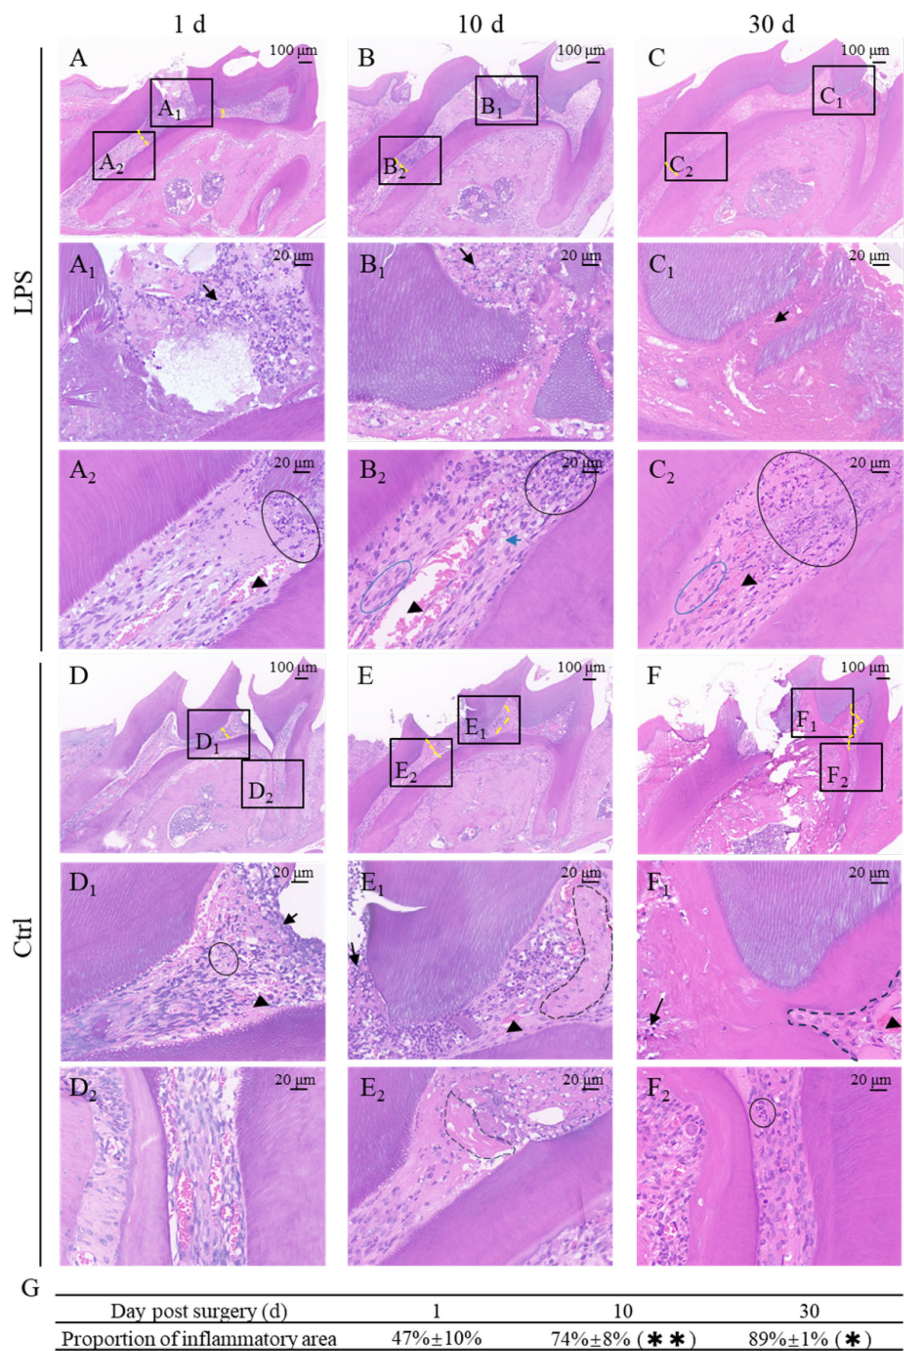 1 d 10 d 30 d
LPS
A 100 μm B 100 μm C 100 μm
A1 B1 C1
A2 B2 C2
A1 20 μm B1 20 μm C1 20 μm
A2 20 μm B2 20 μm C2 20 μm
Ctrl
D 100 μm E 100 μm F 100 μm
D1 E1 F1
D2 E2 F2
D1 20 μm E1 20 μm F1 20 μm
D2 20 μm E2 20 μm F2 20 μm
G
Day post surgery (d) 1 10 30
Proportion of inflammatory area 47%±10% 74%±8% (✱✱) 89%±1% (✱)